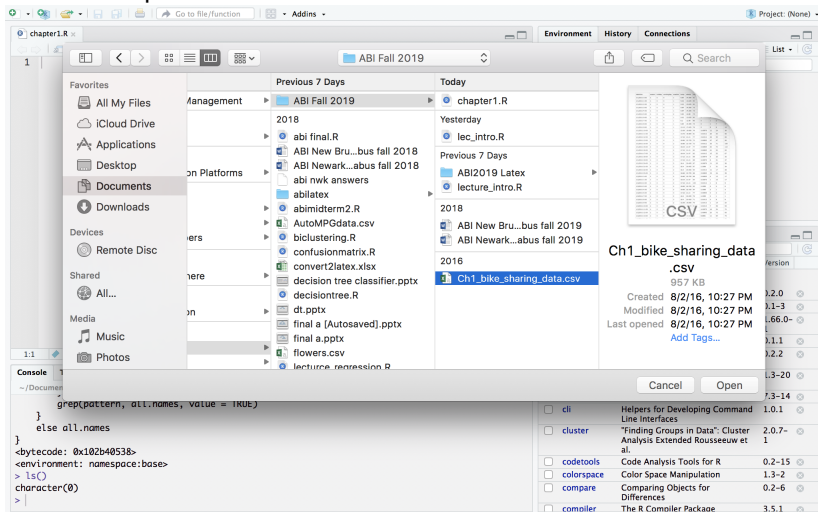 Go to file/function
Addins
Project: (None)
chapter1.R
Environment
History
Connections
List
1
ABI Fall 2019
Search
Favorites
All My Files
iCloud Drive
Applications
Desktop
Documents
Downloads
Devices
Remote Disc
Shared
All...
Media
Music
Photos
Management
on Platforms
Previous 7 Days
ABI Fall 2019
2018
abi final.R
ABI New Bru...bus fall 2018
ABI Newark...abus fall 2018
abi nwk answers
abilatex
abimidterm2.R
AutoMPGdata.csv
biclustering.R
confusionmatrix.R
convert2latex.xlsx
decision tree classifier.pptx
decisiontree.R
dt.pptx
final a [Autosaved].pptx
final a.pptx
flowers.csv
lecturce_regression.R
Today
chapter1.R
Yesterday
lec_intro.R
Previous 7 Days
ABI2019 Latex
lecture_intro.R
2018
ABI New Bru...bus fall 2019
ABI Newark...abus fall 2019
2016
Ch1_bike_sharing_data.csv
CSV
Ch1_bike_sharing_data
.csv
957 KB
Created 8/2/16, 10:27 PM
Modified 8/2/16, 10:27 PM
Last opened 8/2/16, 10:27 PM
Add Tags...
Cancel
Open
1:1
Console
~/Documen
grep(pattern, all.names, value = TRUE)
}
else all.names
}
<bytecode: 0x102b40538>
<environment: namespace:base>
> ls()
character(0)
>
cli Helpers for Developing Command 1.0.1
Line Interfaces
cluster "Finding Groups in Data": Cluster 2.0.7-
Analysis Extended Rousseeuw et 1
al.
codetools Code Analysis Tools for R 0.2-15
colorspace Color Space Manipulation 1.3-2
compare Comparing Objects for 0.2-6
Differences
compiler The R Compiler Package 3.5.1